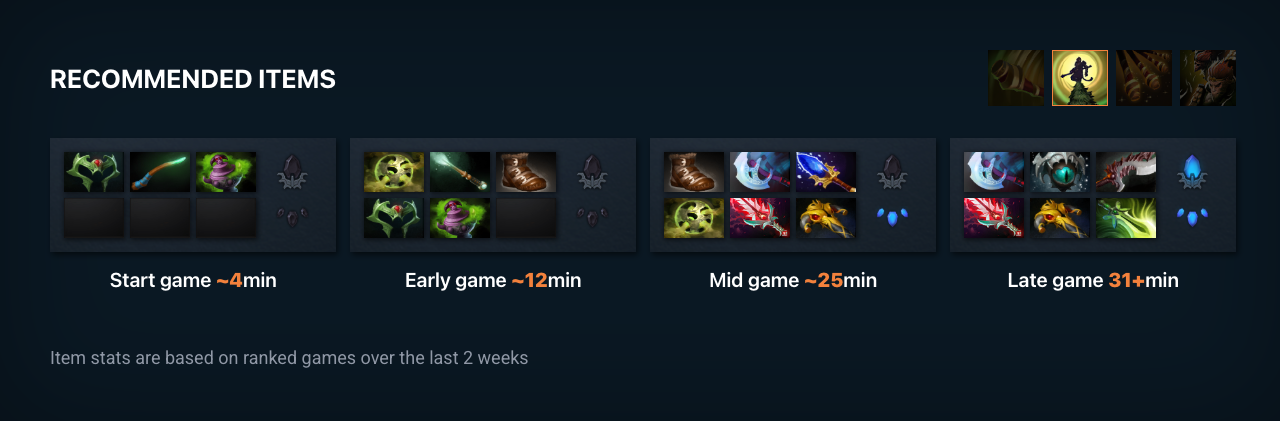 RECOMMENDED ITEMS
Start game ~4min
Early game ~12min
Mid game ~25min
Late game 31+min
Item stats are based on ranked games over the last 2 weeks